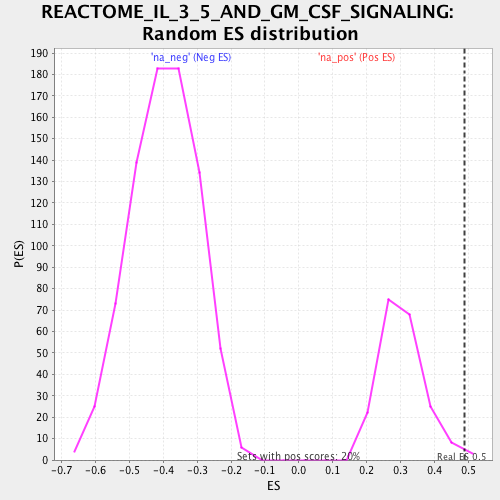 REACTOME_IL_3_5_AND_GM_CSF_SIGNALING:
Random ES distribution
'na_neg' (Neg ES)
'na_pos' (Pos ES)
190
180
170
160
150
140
130
120
110
100
90
80
70
60
50
40
30
20
10
0
P(ES)
Sets with pos scores: 20%
Real ES 0.5
-0.7 -0.6 -0.5 -0.4 -0.3 -0.2 -0.1 0.0 0.1 0.2 0.3 0.4 0.5
ES